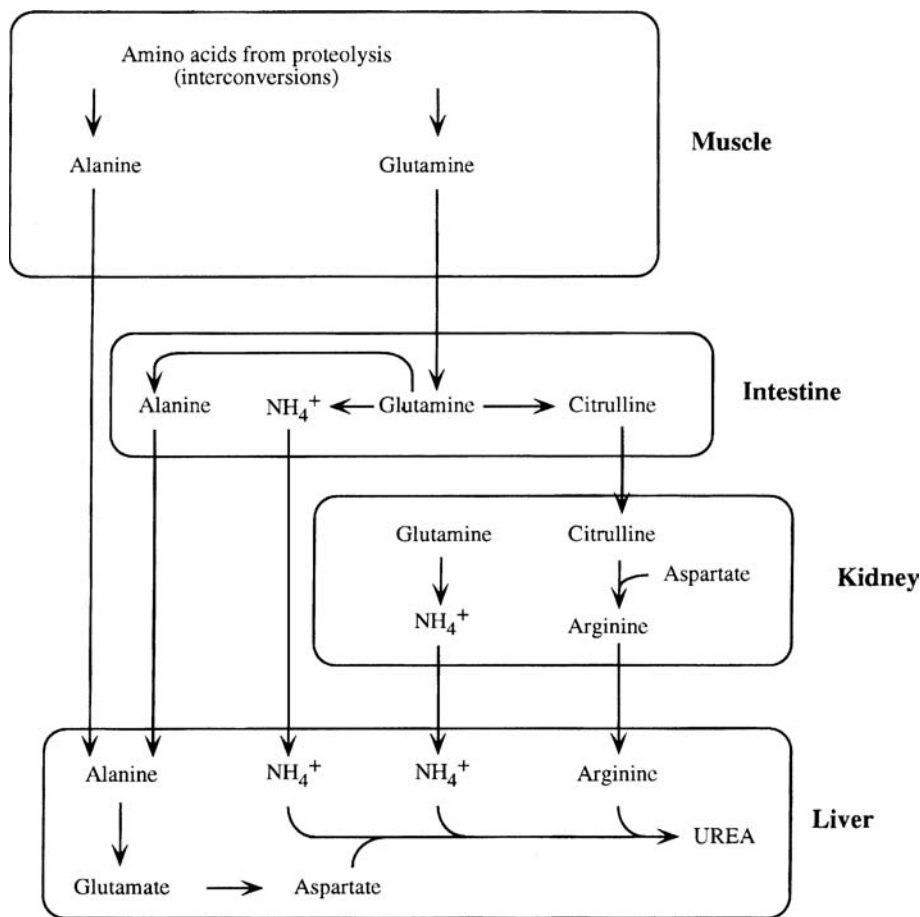 Amino acids from proteolysis
(interconversions)
Alanine
Glutamine
Muscle
Alanine
NH4+
Glutamine
Citrulline
Intestine
Glutamine
Citrulline
Aspartate
Kidney
NH4+
Arginine
Alanine
NH4+
NH4+
Arginine
Liver
UREA
Glutamate
Aspartate